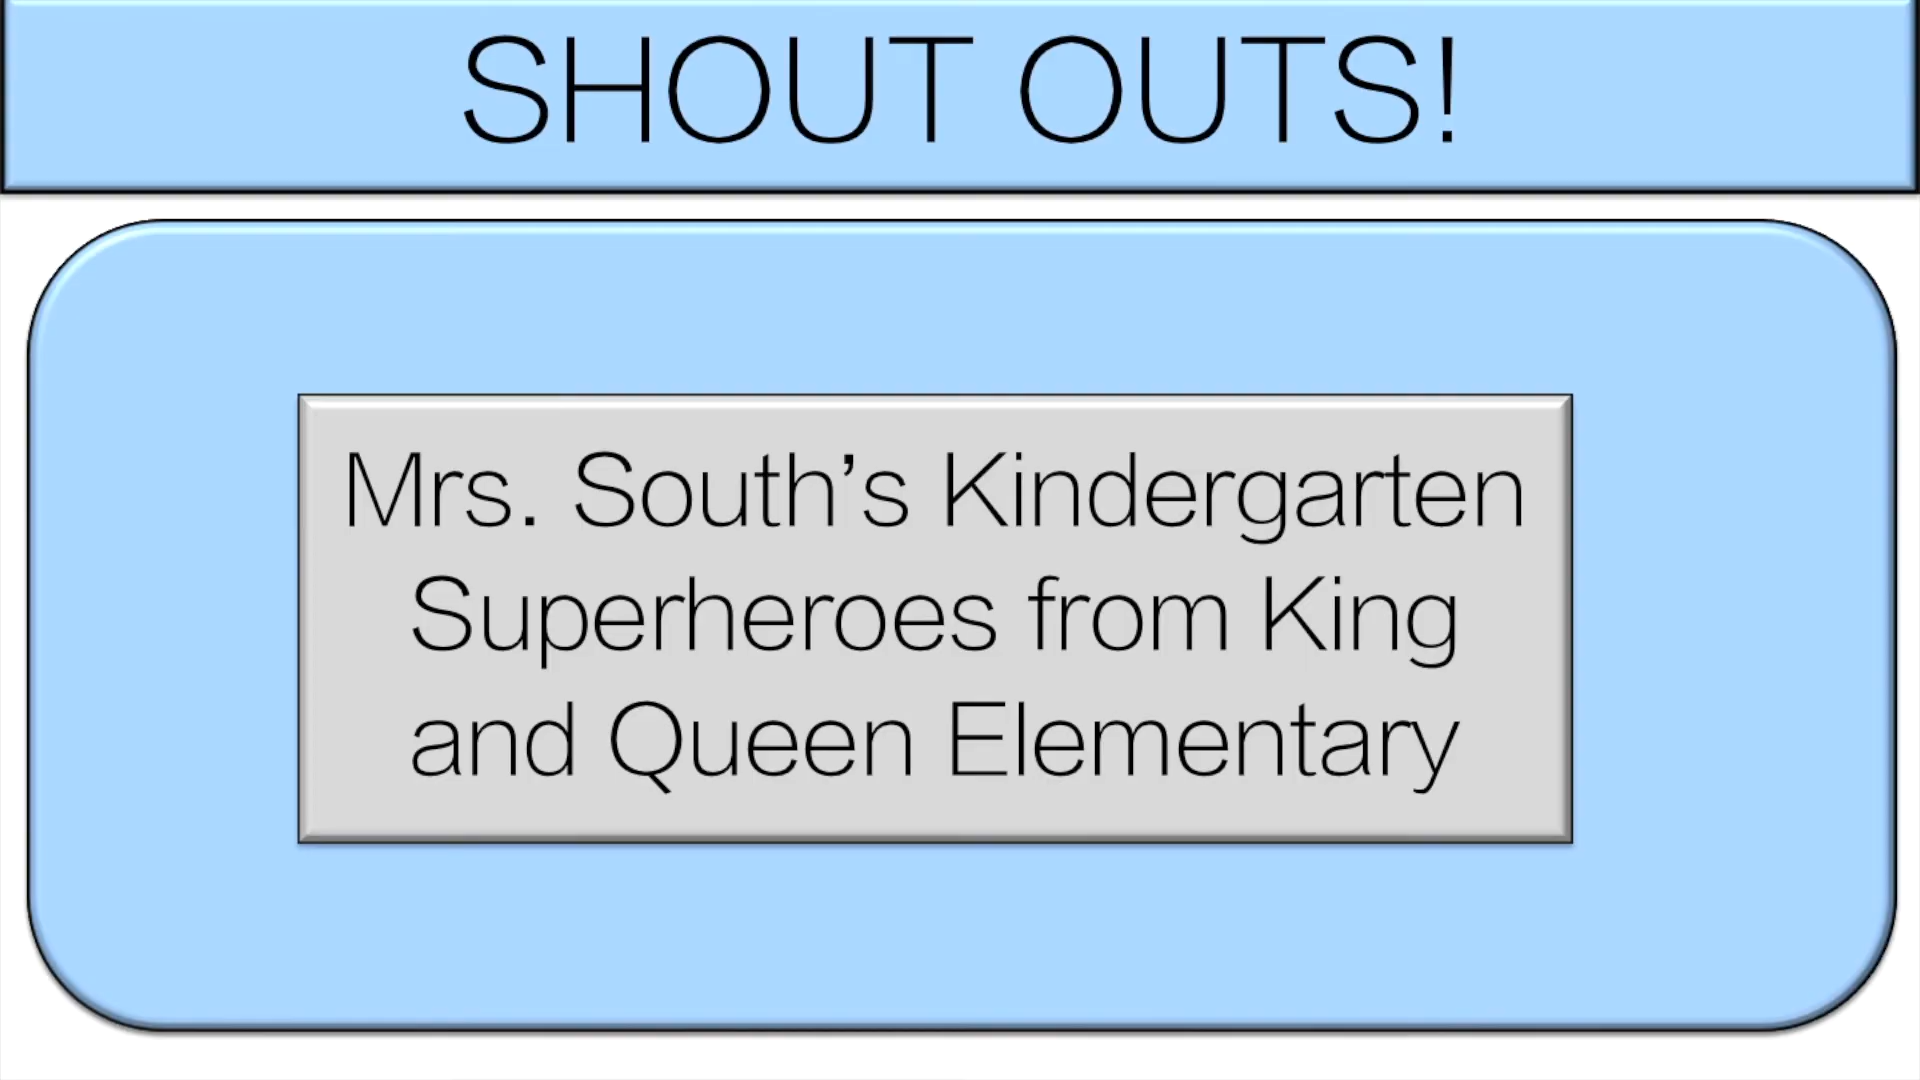 SHOUT OUTS!
Mrs. South’s Kindergarten
Superheroes from King
and Queen Elementary